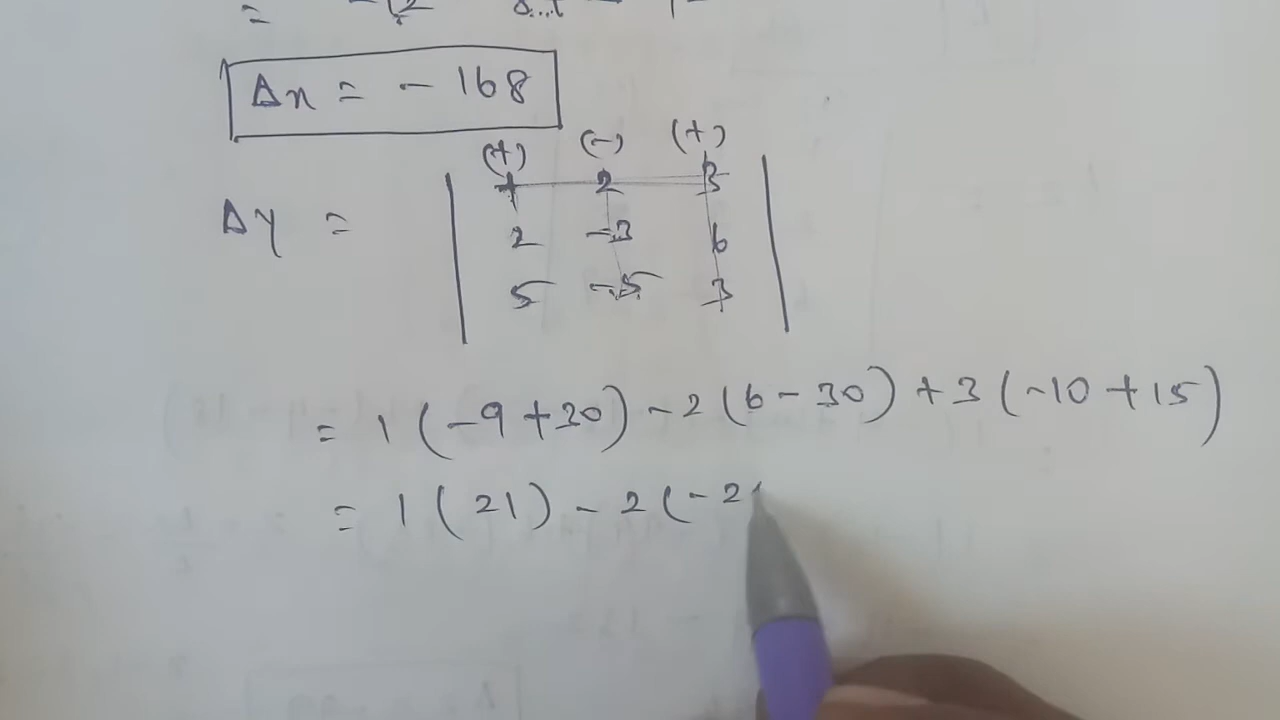 Δx = - 168
(+) (-) (+)
Δy = | 1 2 3 |
| 2 -3 6 |
| 5 -5 3 |
= 1 (-9+30) - 2 (6-30) + 3 (-10+15)
= 1 (21) - 2 (-2